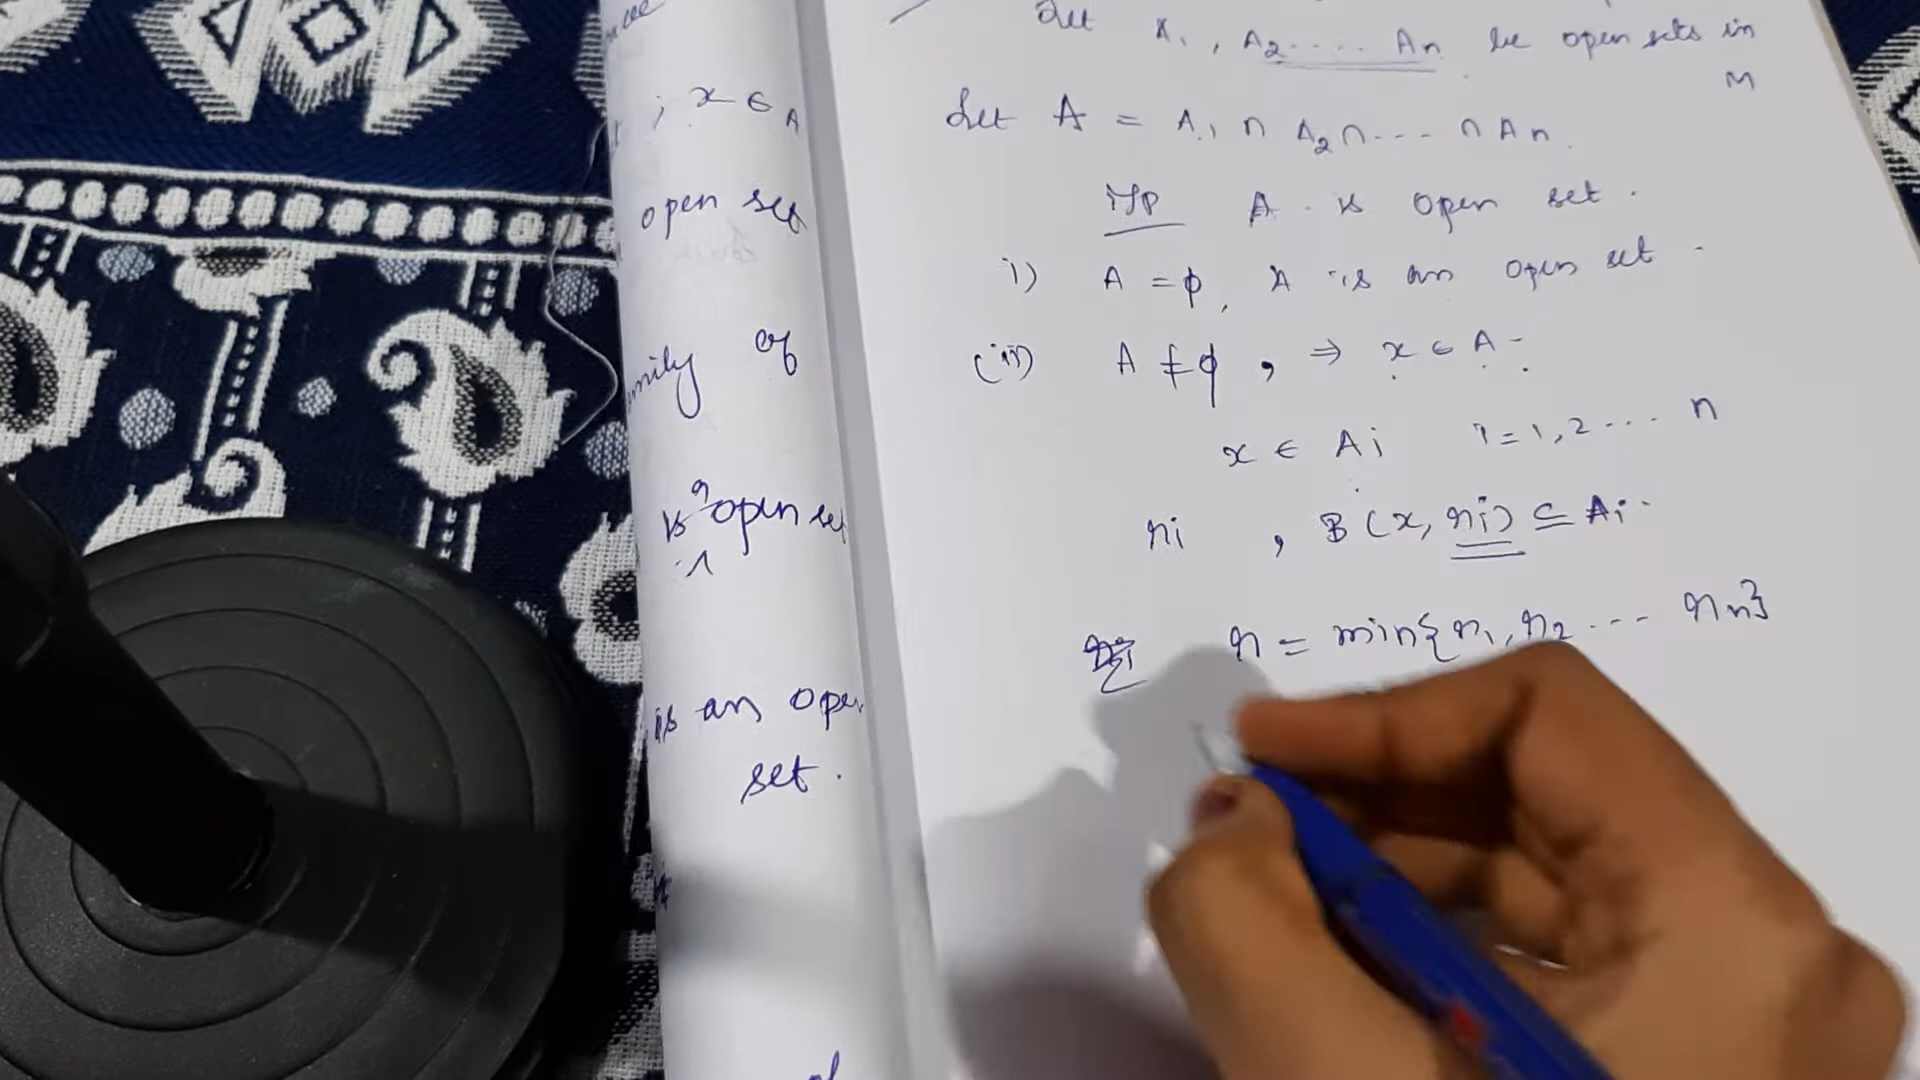 ; x ∈ A
open set
mily of
is open set
is an open
set.
Let A1, A2..... An be open sets in
M
Let A = A1 ∩ A2 ∩ --- ∩ An.
TP A is open set.
i) A = φ, A is an open set -
(ii) A ≠ φ, ⇒ x ∈ A -
x ∈ Ai i = 1, 2 .... n
ri , B(x, ri) ⊆ Ai.
r = min{r1, r2 --- rn}